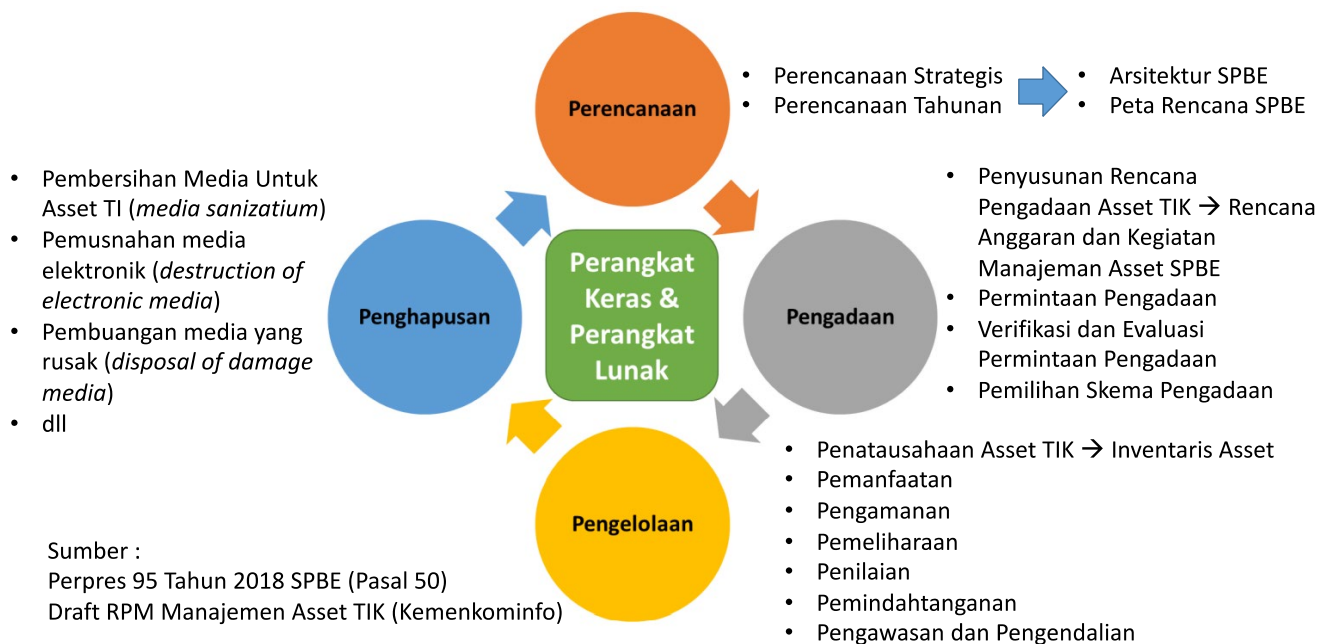 Perencanaan
• Perencanaan Strategis
• Perencanaan Tahunan
• Arsitektur SPBE
• Peta Rencana SPBE
• Penyusunan Rencana
Pengadaan Asset TIK → Rencana
Anggaran dan Kegiatan
Manajeman Asset SPBE
• Permintaan Pengadaan
• Verifikasi dan Evaluasi
Permintaan Pengadaan
• Pemilihan Skema Pengadaan
Pengadaan
Perangkat
Keras &
Perangkat
Lunak
Penghapusan
• Pembersihan Media Untuk
Asset TI (media sanizatium)
• Pemusnahan media
elektronik (destruction of
electronic media)
• Pembuangan media yang
rusak (disposal of damage
media)
• dll
Pengelolaan
• Penatausahaan Asset TIK → Inventaris Asset
• Pemanfaatan
• Pengamanan
• Pemeliharaan
• Penilaian
• Pemindahtanganan
• Pengawasan dan Pengendalian
Sumber :
Perpres 95 Tahun 2018 SPBE (Pasal 50)
Draft RPM Manajemen Asset TIK (Kemenkominfo)